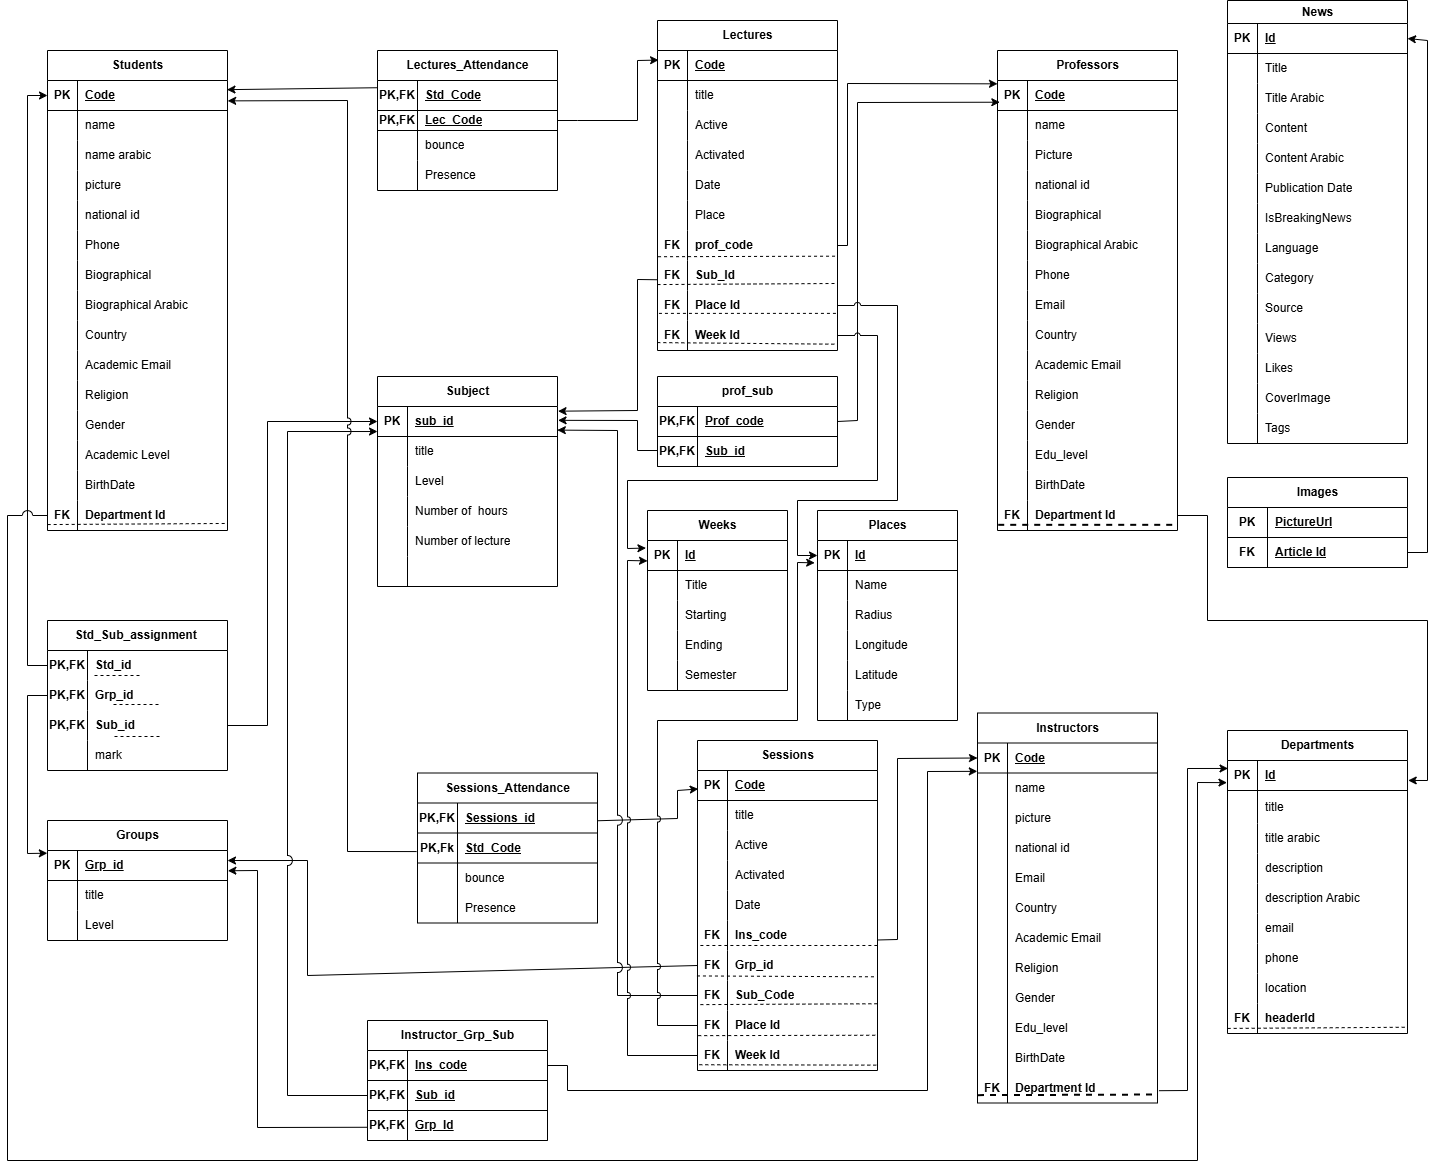 Students
PK Code
name
name arabic
picture
national id
Phone
Biographical
Biographical Arabic
Country
Academic Email
Religion
Gender
Academic Level
BirthDate
FK Department Id
Lectures_Attendance
PK,FK Std_Code
PK,FK Lec_Code
bounce
Presence
Lectures
PK Code
title
Active
Activated
Date
Place
FK prof_code
FK Sub_Id
FK Place Id
FK Week Id
Professors
PK Code
name
Picture
national id
Biographical
Biographical Arabic
Phone
Email
Country
Academic Email
Religion
Gender
Edu_level
BirthDate
FK Department Id
News
PK Id
Title
Title Arabic
Content
Content Arabic
Publication Date
IsBreakingNews
Language
Category
Source
Views
Likes
CoverImage
Tags
Subject
PK sub_id
title
Level
Number of  hours
Number of lecture
prof_sub
PK,FK Prof_code
PK,FK Sub_id
Images
PK PictureUrl
FK Article Id
Weeks
PK Id
Title
Starting
Ending
Semester
Places
PK Id
Name
Radius
Longitude
Latitude
Type
Std_Sub_assignment
PK,FK Std_id
PK,FK Grp_id
PK,FK Sub_id
mark
Groups
PK Grp_id
title
Level
Sessions_Attendance
PK,FK Sessions_id
PK,Fk Std_Code
bounce
Presence
Sessions
PK Code
title
Active
Activated
Date
FK Ins_code
FK Grp_id
FK Sub_Code
FK Place Id
FK Week Id
Instructors
PK Code
name
picture
national id
Email
Country
Academic Email
Religion
Gender
Edu_level
BirthDate
FK Department Id
Departments
PK Id
title
title arabic
description
description Arabic
email
phone
location
FK headerId
Instructor_Grp_Sub
PK,FK Ins_code
PK,FK Sub_id
PK,FK Grp_Id